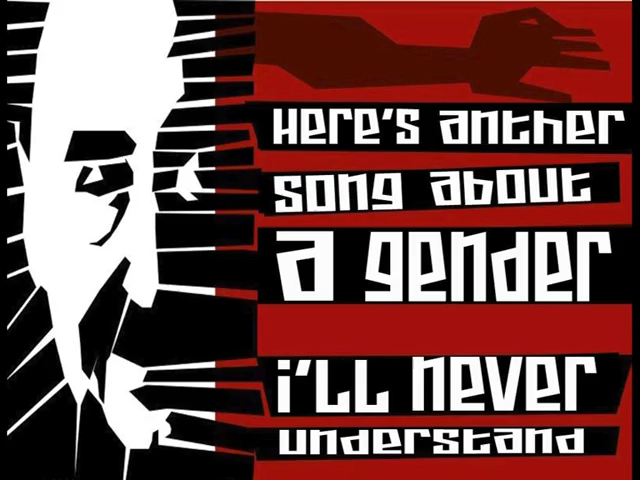 Here's anther
song about
a gender
i'll never
understand